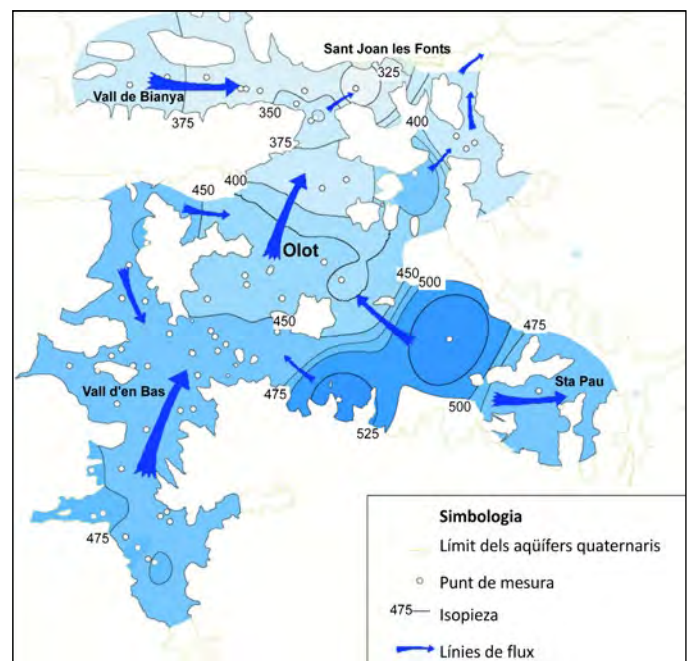 Sant Joan les Fonts
325
Vall de Bianya
375
350
400
375
400
450
Olot
450
500
450
475
Sta Pau
Vall d'en Bas
475
500
525
475
Simbologia
Límit dels aqüífers quaternaris
Punt de mesura
475 Isopieza
Línies de flux